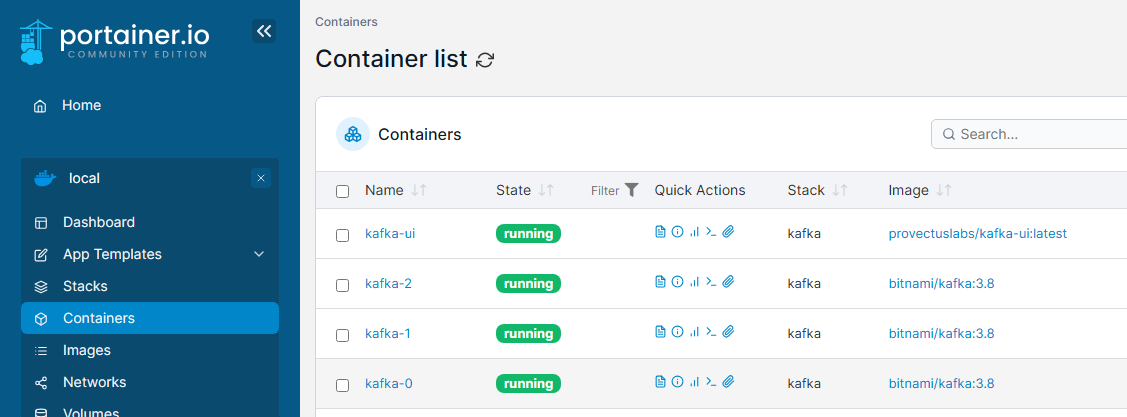 portainer.io
COMMUNITY EDITION
Home
local
Dashboard
App Templates
Stacks
Containers
Images
Networks
Volumes
Containers
Container list
Containers
Search...
Name State Filter Quick Actions Stack Image
kafka-ui running kafka provectuslabs/kafka-ui:latest
kafka-2 running kafka bitnami/kafka:3.8
kafka-1 running kafka bitnami/kafka:3.8
kafka-0 running kafka bitnami/kafka:3.8